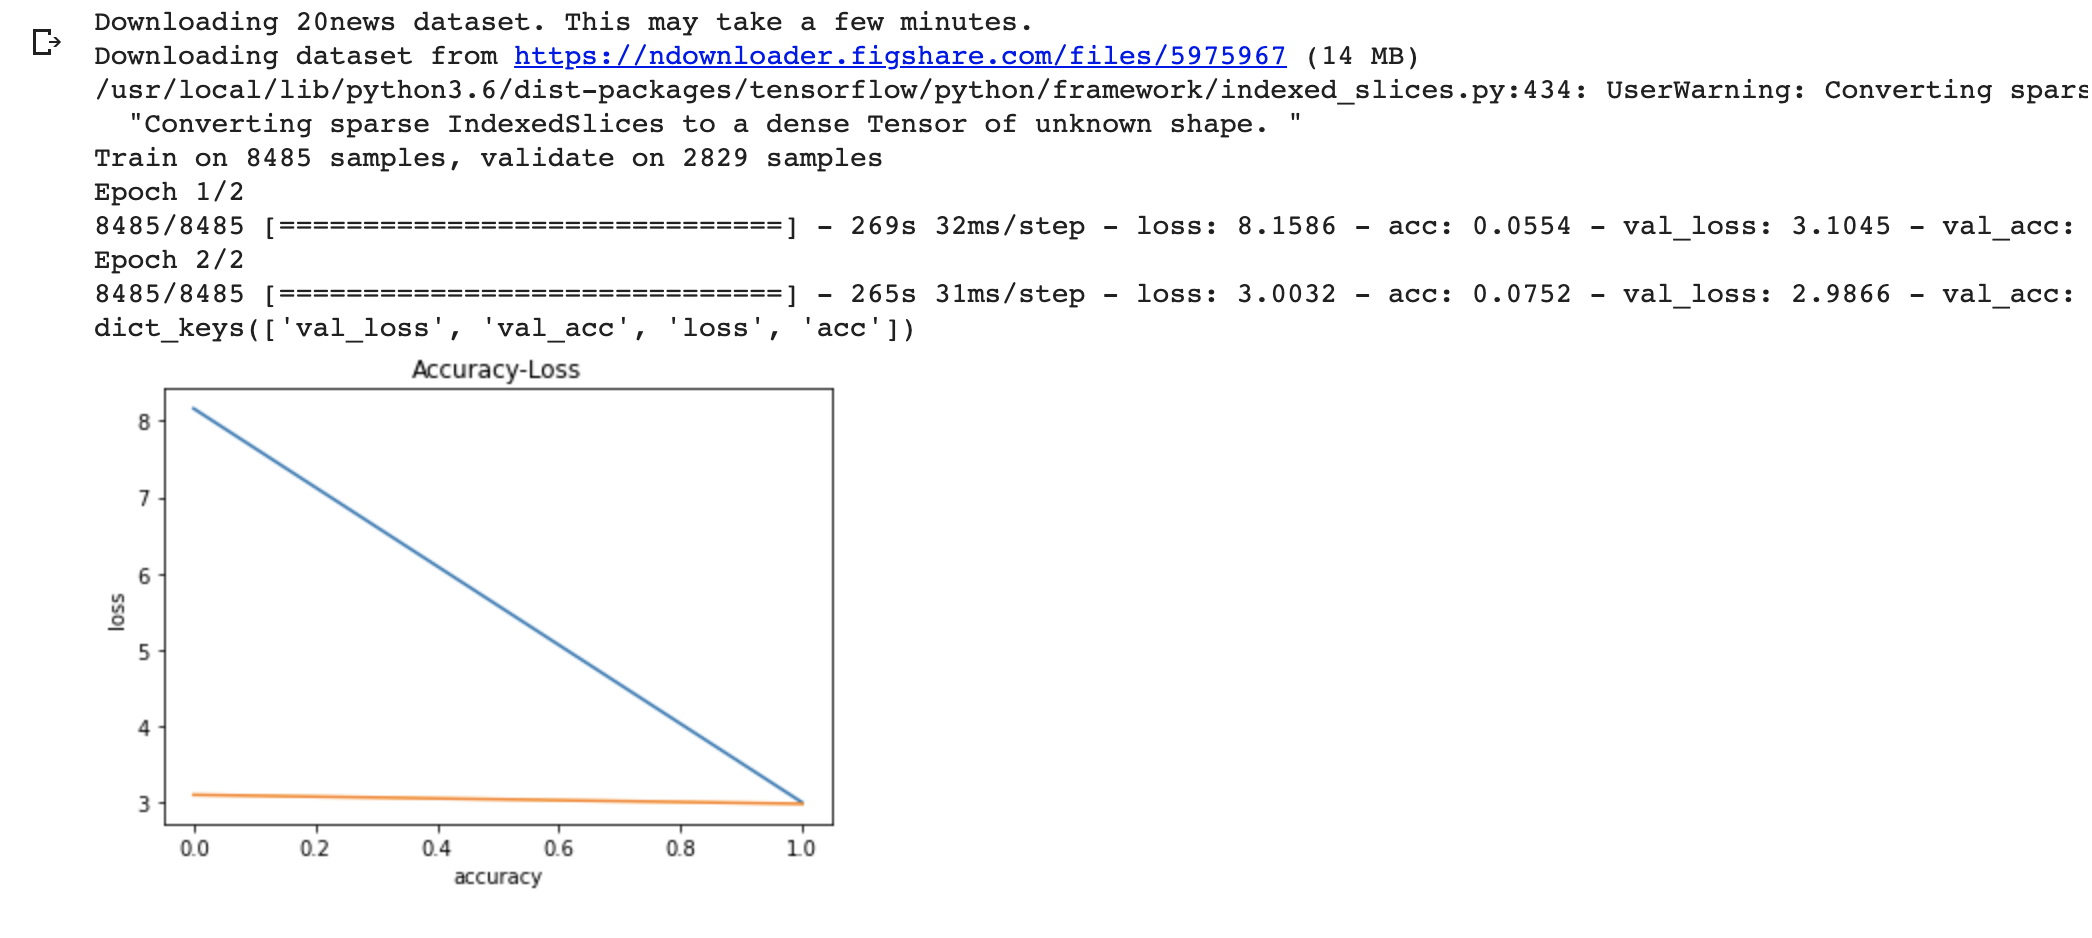 Downloading 20news dataset. This may take a few minutes.
Downloading dataset from https://ndownloader.figshare.com/files/5975967 (14 MB)
/usr/local/lib/python3.6/dist-packages/tensorflow/python/framework/indexed_slices.py:434: UserWarning: Converting spars
"Converting sparse IndexedSlices to a dense Tensor of unknown shape. "
Train on 8485 samples, validate on 2829 samples
Epoch 1/2
8485/8485 [==============================] - 269s 32ms/step - loss: 8.1586 - acc: 0.0554 - val_loss: 3.1045 - val_acc:
Epoch 2/2
8485/8485 [==============================] - 265s 31ms/step - loss: 3.0032 - acc: 0.0752 - val_loss: 2.9866 - val_acc:
dict_keys(['val_loss', 'val_acc', 'loss', 'acc'])
Accuracy-Loss
8
7
6
5
4
3
loss
0.0 0.2 0.4 0.6 0.8 1.0
accuracy